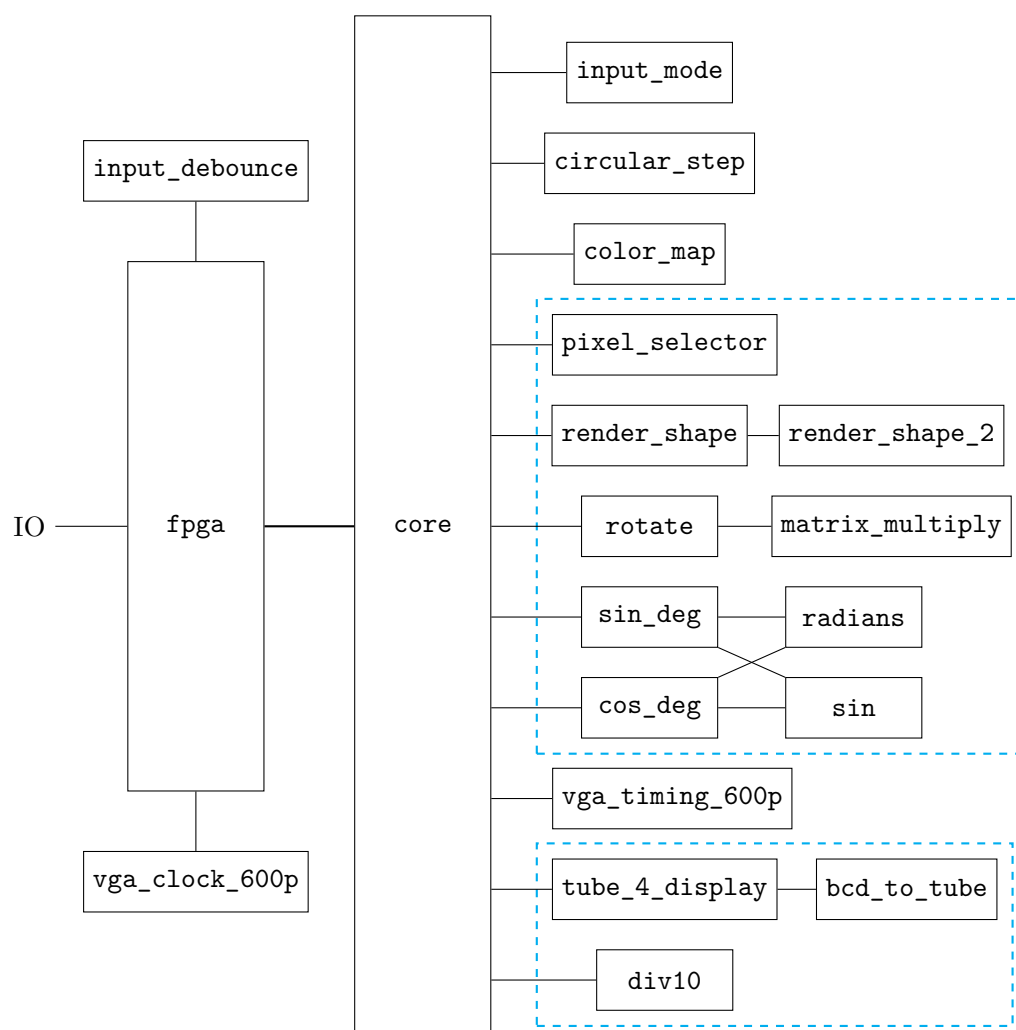 input_mode
circular_step
input_debounce
color_map
pixel_selector
render_shape render_shape_2
IO fpga core rotate matrix_multiply
sin_deg radians
cos_deg sin
vga_timing_600p
vga_clock_600p
tube_4_display bcd_to_tube
div10